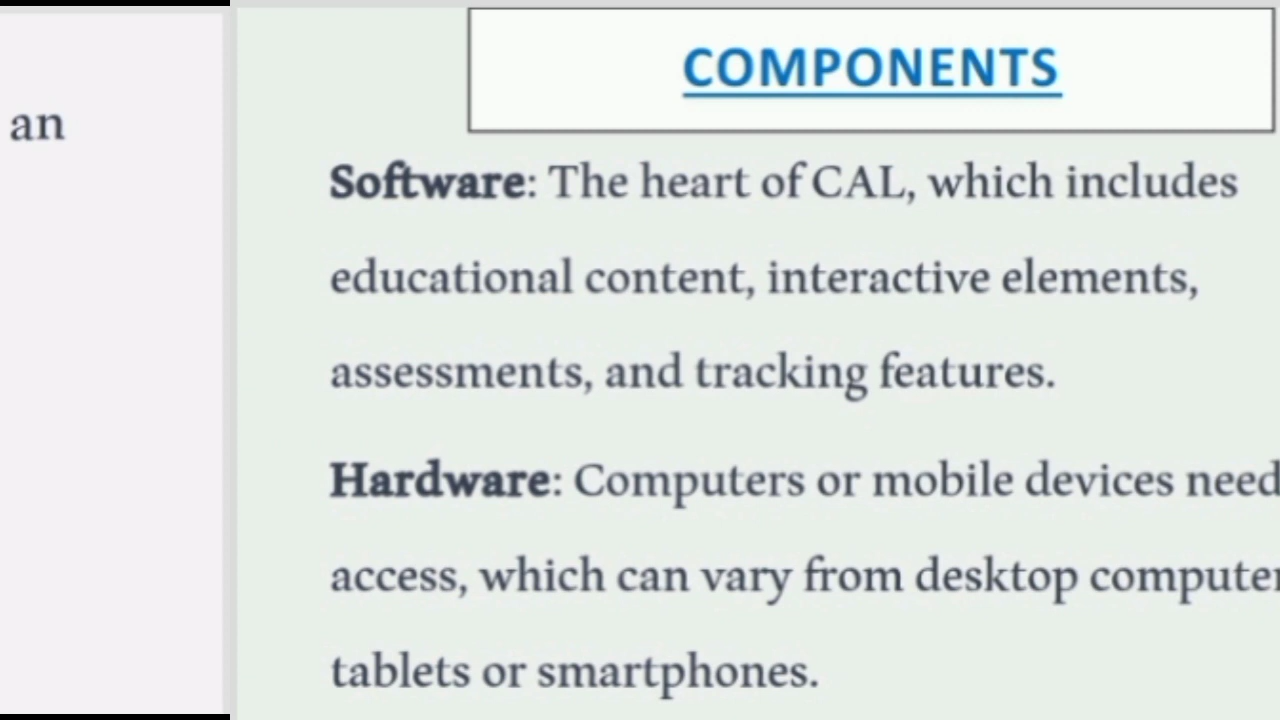 an
COMPONENTS
Software: The heart of CAL, which includes
educational content, interactive elements,
assessments, and tracking features.
Hardware: Computers or mobile devices need
access, which can vary from desktop computer
tablets or smartphones.